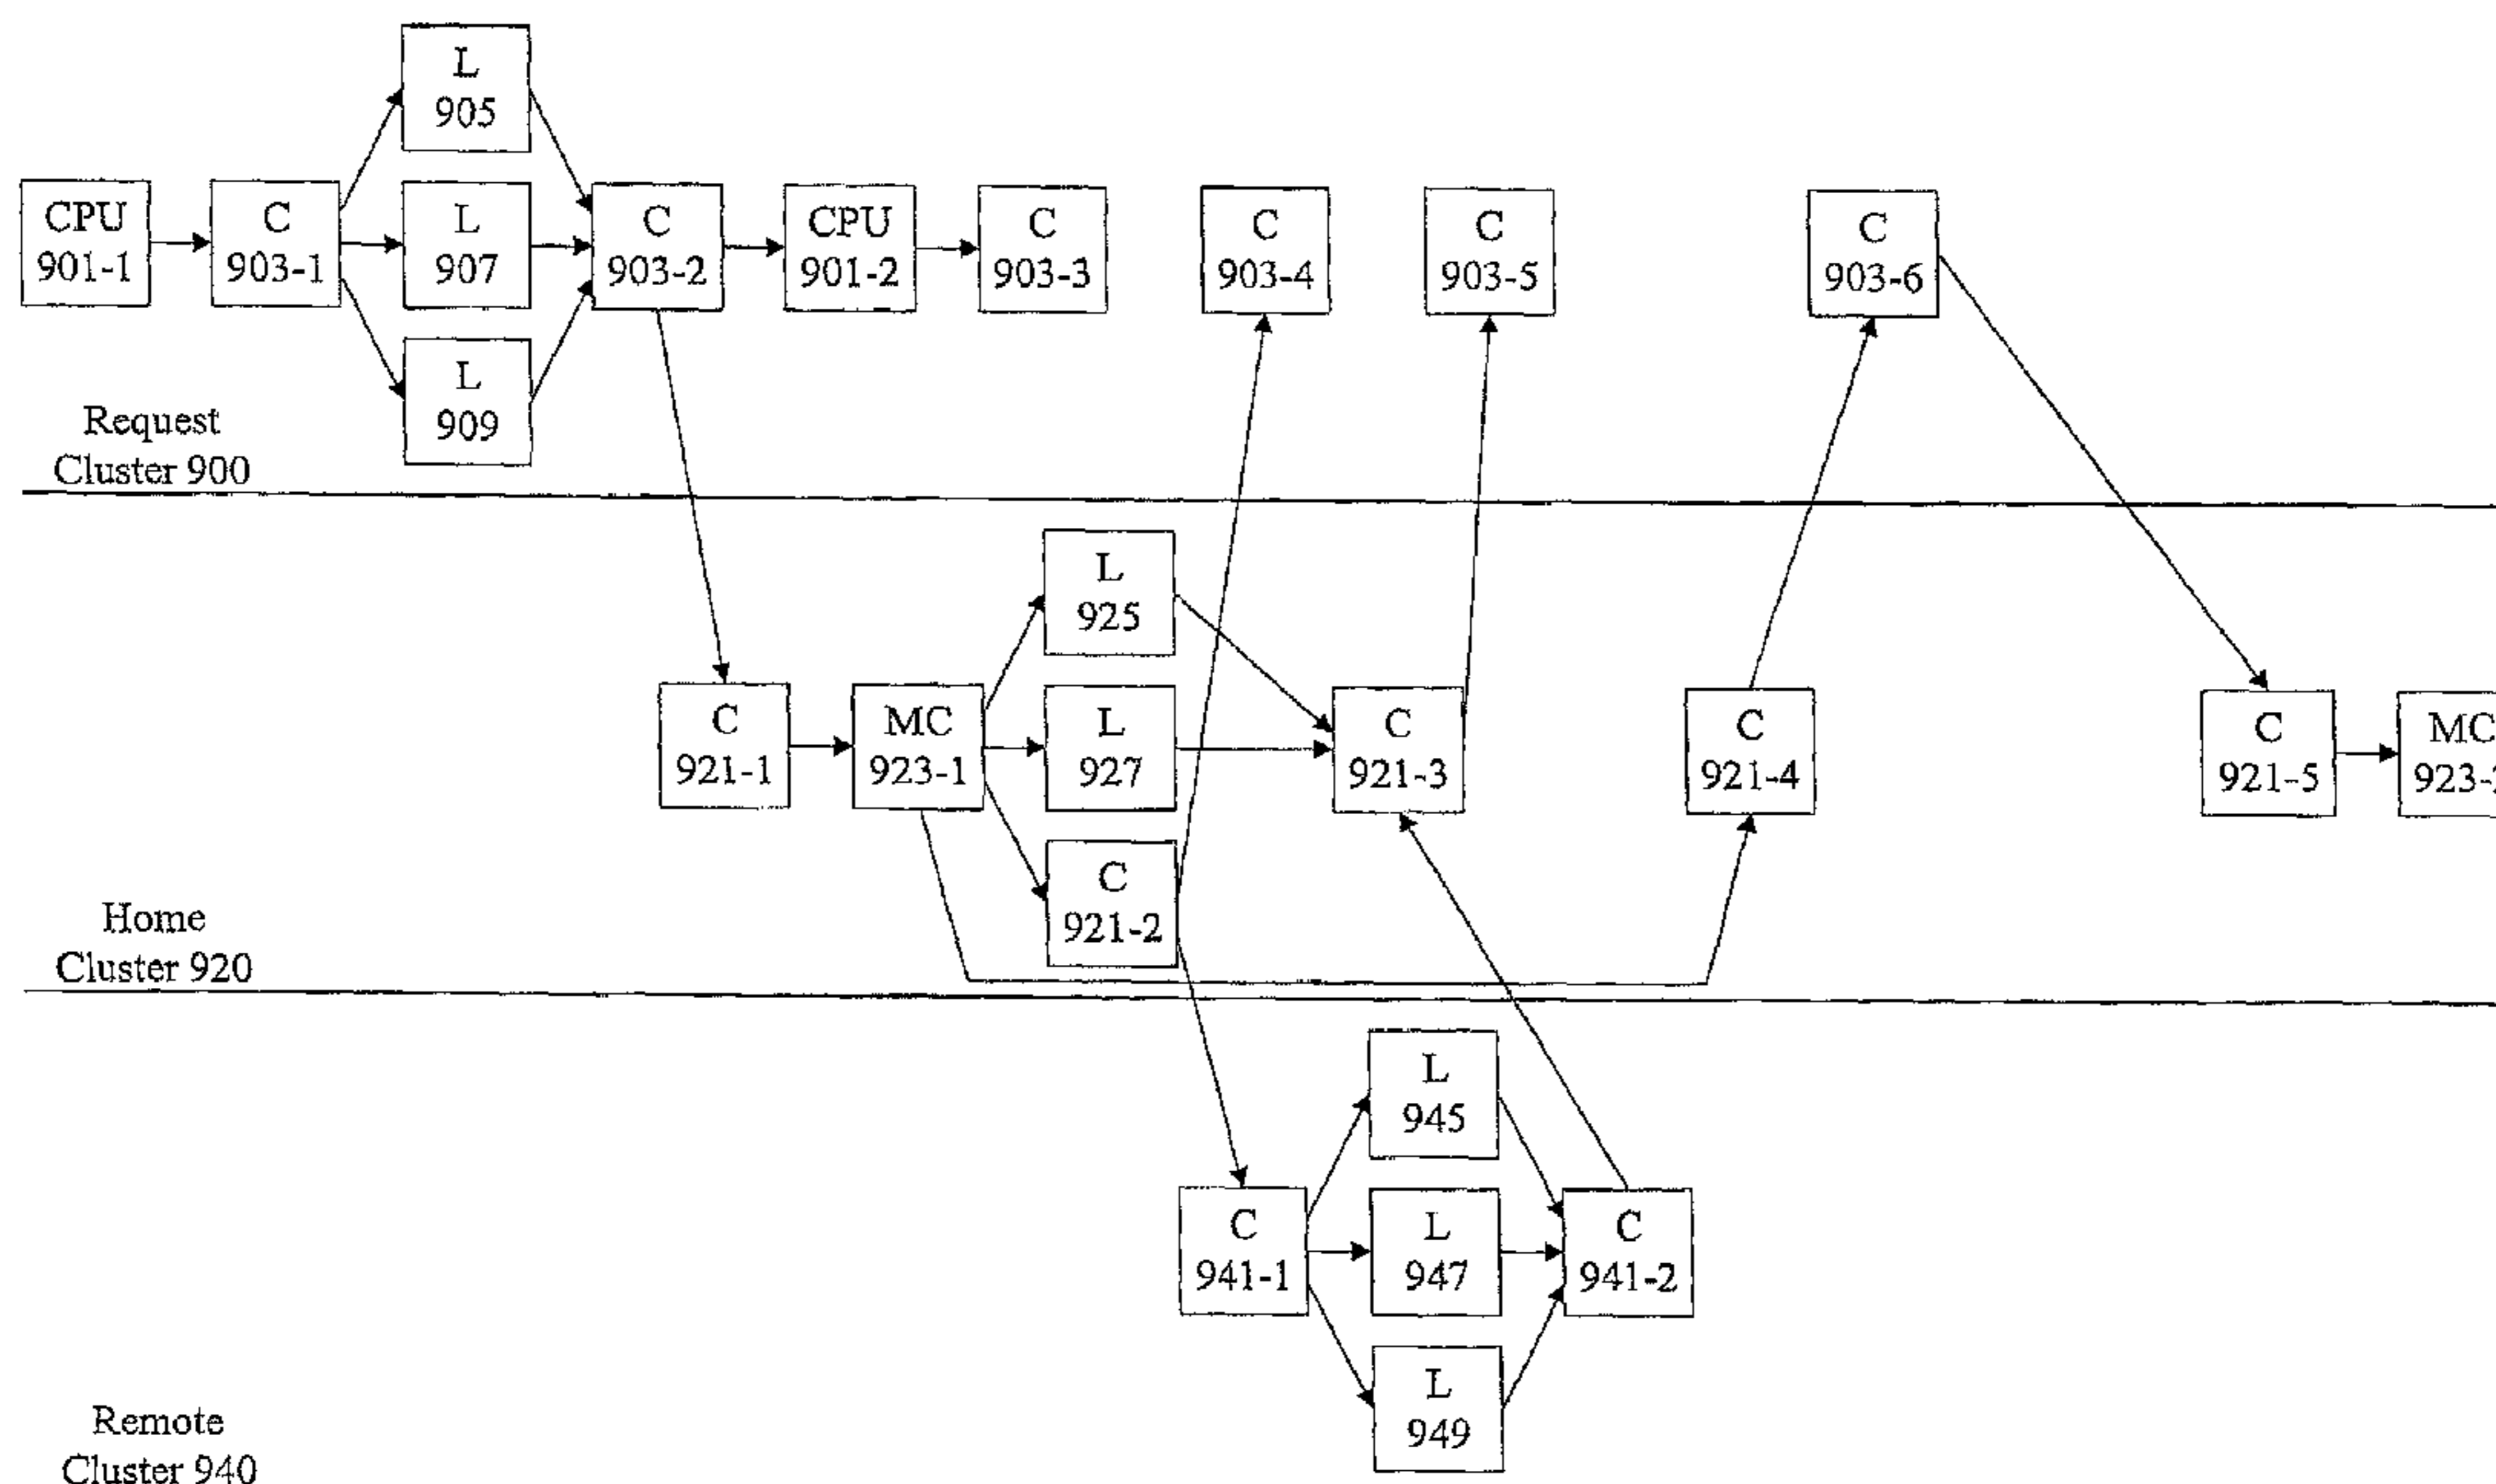 L
905
CPU
901-1
C
903-1
L
907
C
903-2
CPU
901-2
C
903-3
C
903-4
C
903-5
C
903-6
L
909
Request
Cluster 900
L
925
C
921-1
MC
923-1
L
927
C
921-3
C
921-4
C
921-5
MC
C
921-2
Home
Cluster 920
L
945
C
941-1
L
947
C
941-2
L
949
Remote
Cluster 940